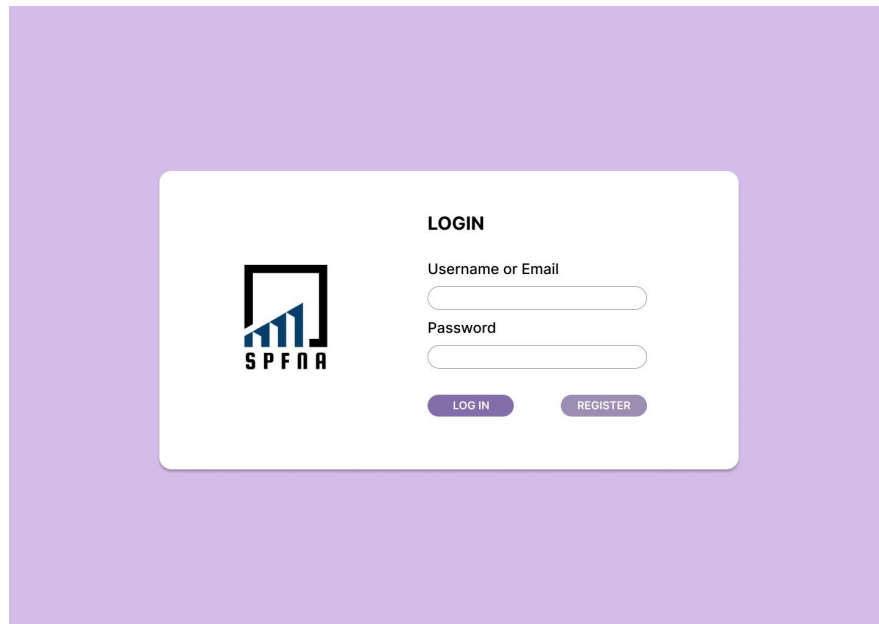 LOGIN
Username or Email
Password
SPFNA
LOG IN
REGISTER